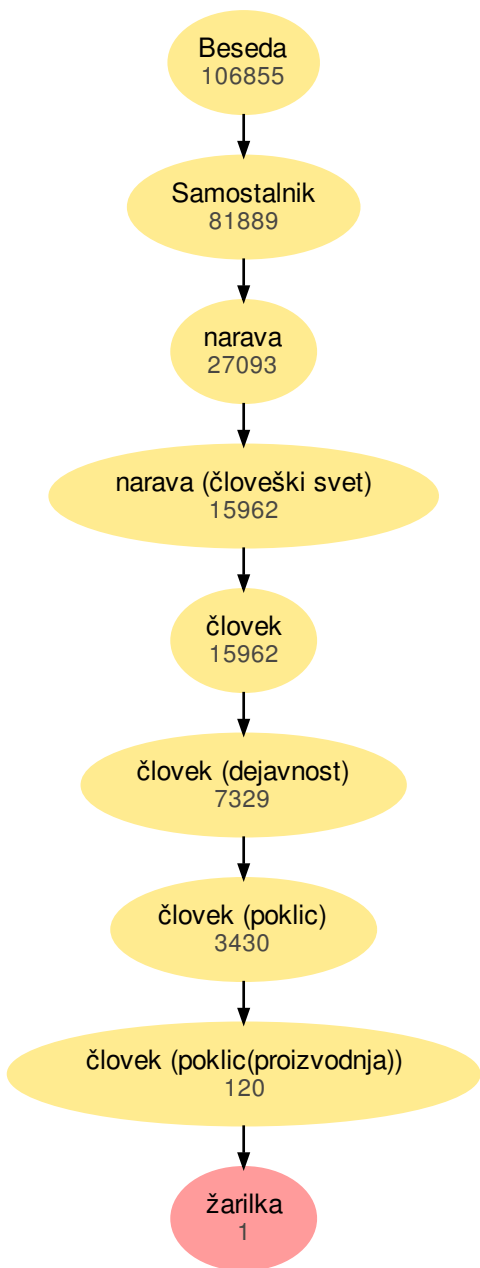 Beseda
106855
Samostalnik
81889
narava
27093
narava (človeški svet)
15962
človek
15962
človek (dejavnost)
7329
človek (poklic)
3430
človek (poklic(proizvodnja))
120
žarilka
1